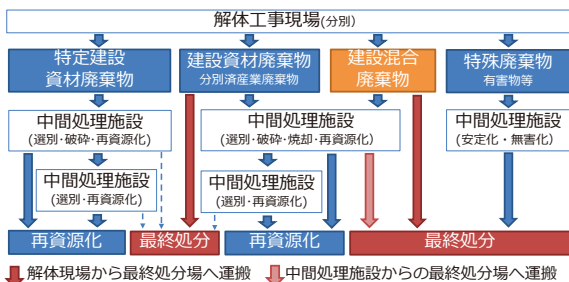 解体工事現場(分別)
特定建設
資材廃棄物
建設資材廃棄物
分別済産業廃棄物
建設混合
廃棄物
特殊廃棄物
有害物等
中間処理施設
(選別・破砕・再資源化)
中間処理施設
(選別・破砕・焼却・再資源化)
中間処理施設
(安定化・無害化)
中間処理施設
(選別・再資源化)
中間処理施設
(選別・再資源化)
再資源化
最終処分
再資源化
最終処分
解体現場から最終処分場へ運搬
中間処理施設からの最終処分場へ運搬